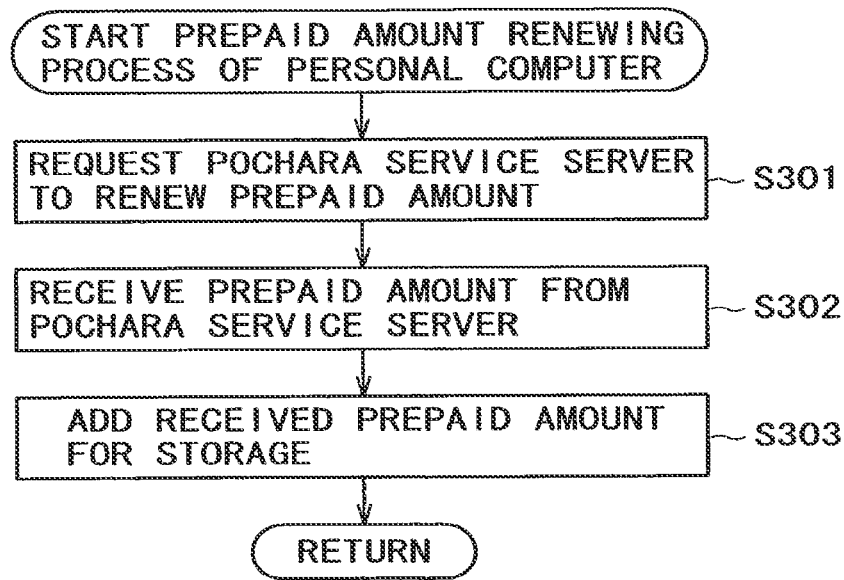 START PREPAID AMOUNT RENEWING
PROCESS OF PERSONAL COMPUTER
REQUEST POCHARA SERVICE SERVER
TO RENEW PREPAID AMOUNT
S301
RECEIVE PREPAID AMOUNT FROM
POCHARA SERVICE SERVER
S302
ADD RECEIVED PREPAID AMOUNT
FOR STORAGE
S303
RETURN